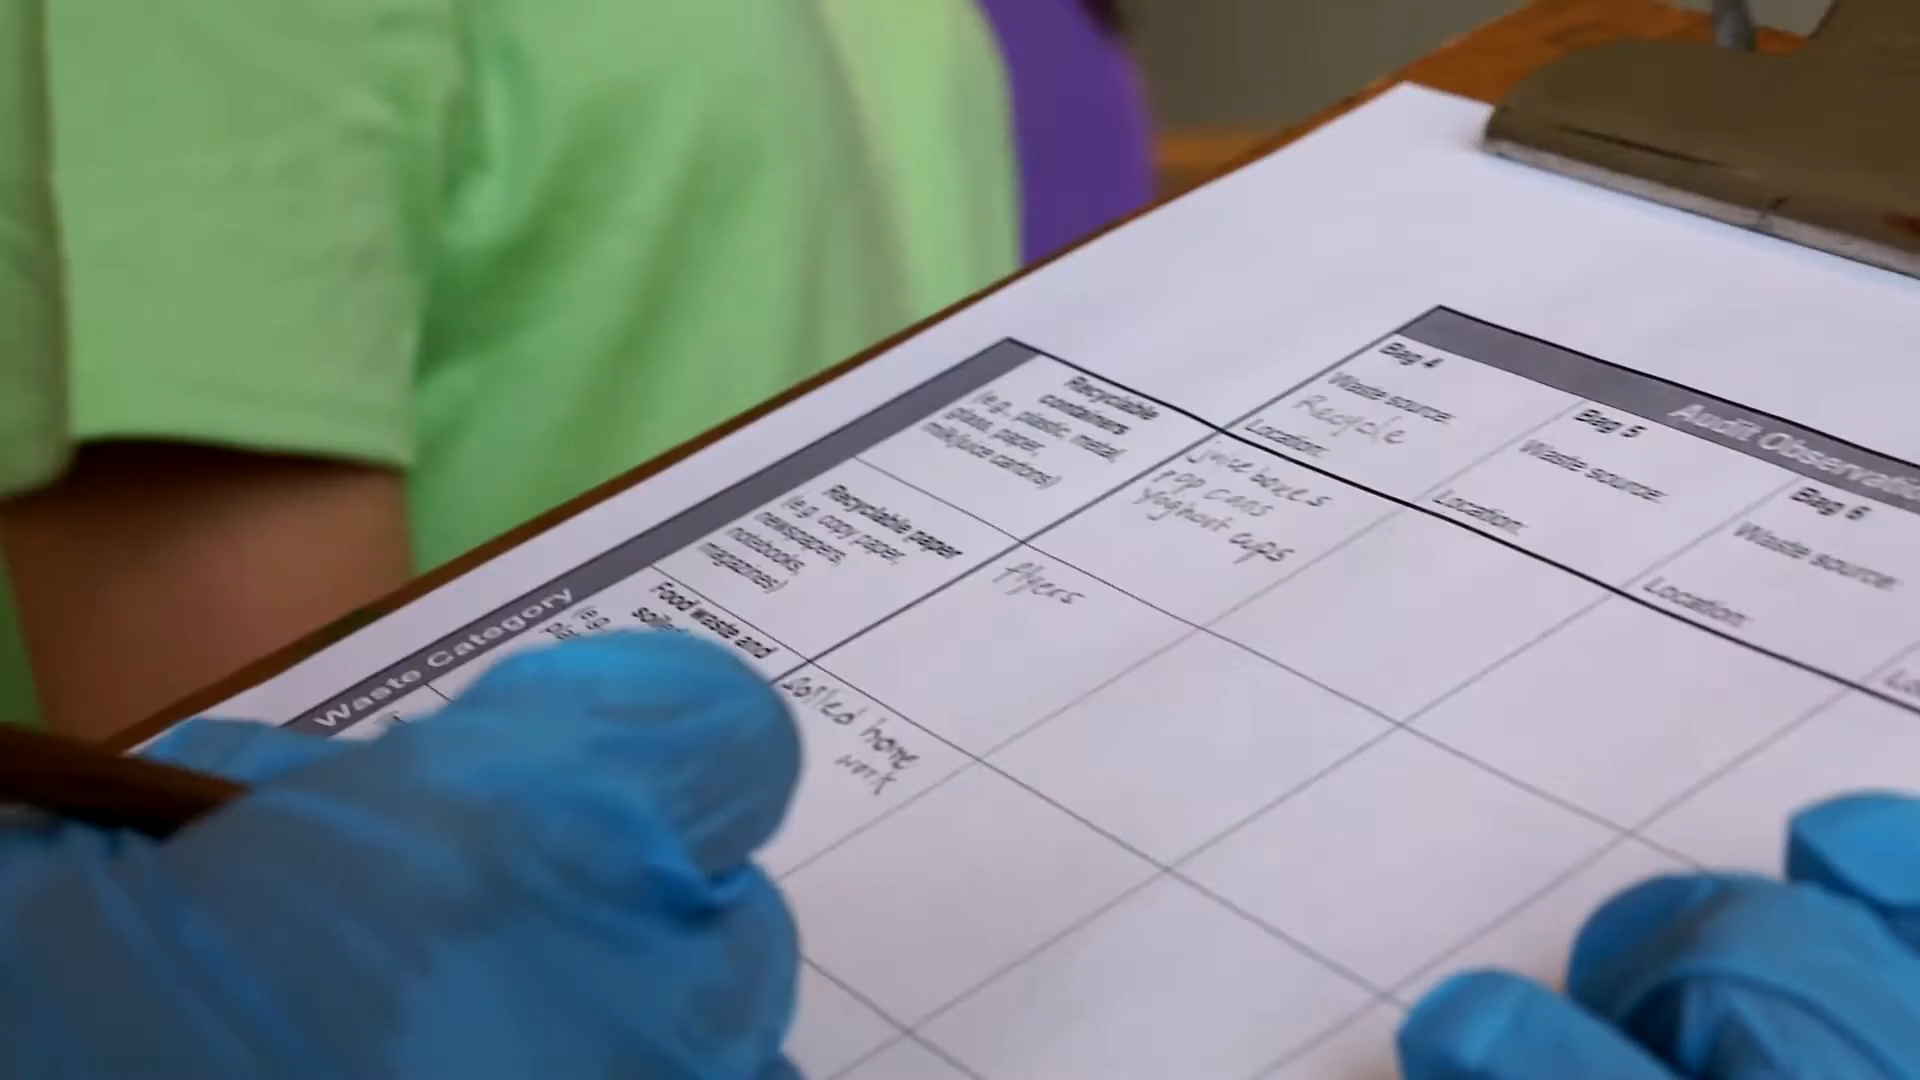 Audit Observatio
Bag 4
Waste source:
Recycle
Location:
Bag 5
Waste source:
Location:
Bag 6
Waste source:
Location:
Waste Category
Recyclable
containers
(e.g. plastic, metal,
glass, paper,
milk/juice cartons)
juice boxes
pop cans
yoghurt cups
Recyclable paper
(e.g. copy paper,
newspapers,
notebooks,
magazines)
flyers
Food waste and
soiled home
work